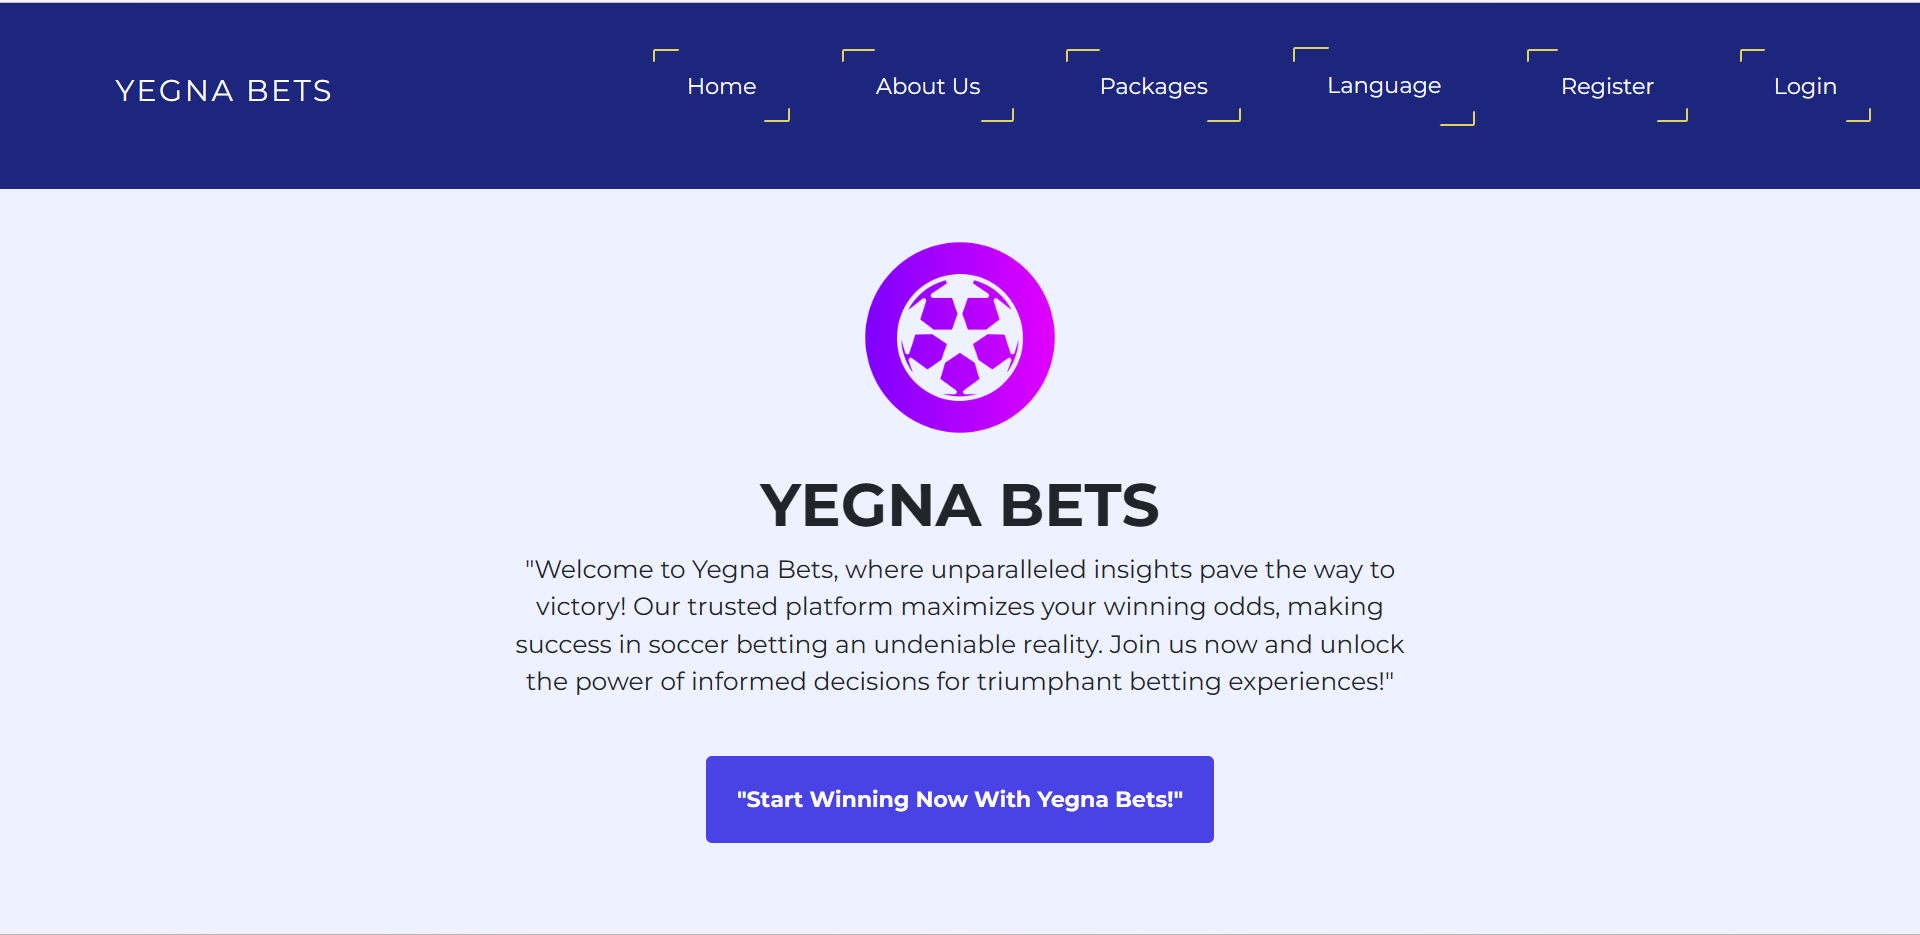 YEGNA BETS
Home
About Us
Packages
Language
Register
Login
YEGNA BETS
"Welcome to Yegna Bets, where unparalleled insights pave the way to
victory! Our trusted platform maximizes your winning odds, making
success in soccer betting an undeniable reality. Join us now and unlock
the power of informed decisions for triumphant betting experiences!"
"Start Winning Now With Yegna Bets!"